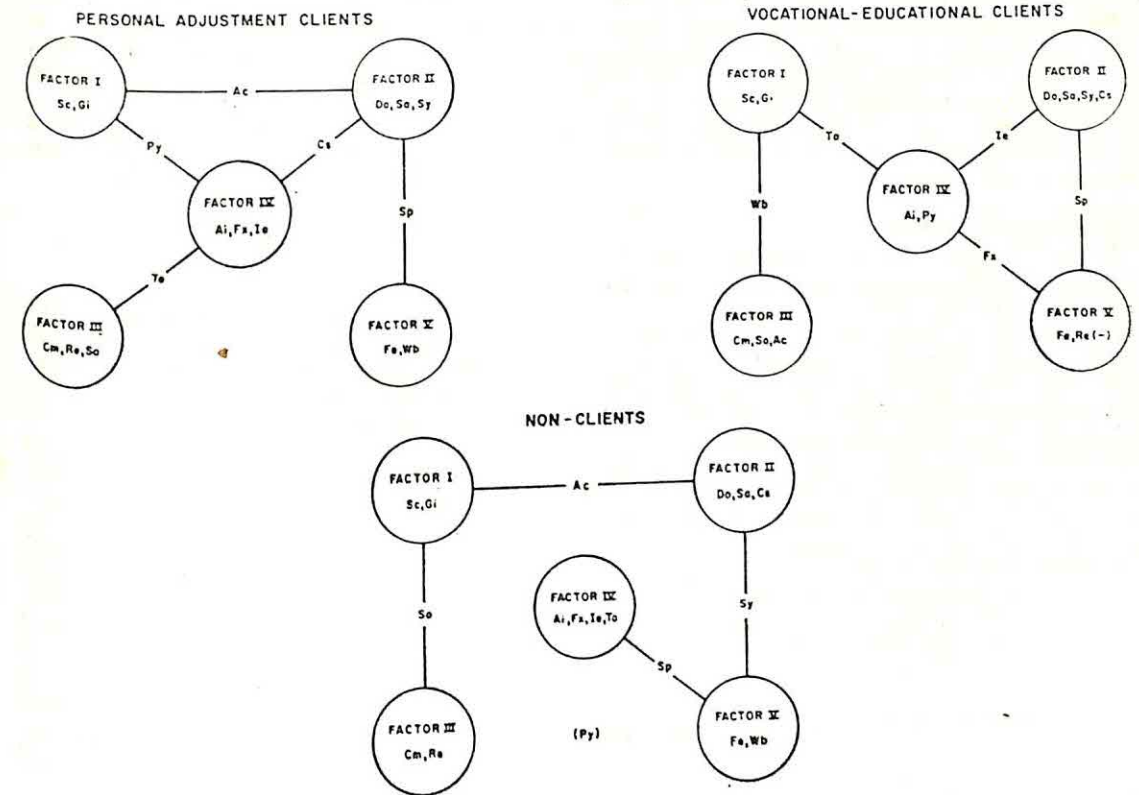 PERSONAL ADJUSTMENT CLIENTS
FACTOR I
Sc,Gi
Ac
FACTOR II
Do,Sa,Sy
Py
Cs
FACTOR IV
Ai,Fx,Ie
Sp
To
FACTOR III
Cm,Re,So
FACTOR V
Fe,Wb
VOCATIONAL-EDUCATIONAL CLIENTS
FACTOR I
Sc,Gi
FACTOR II
Do,Sa,Sy,Cs
To
Ie
FACTOR IV
Ai,Py
Wb
Sp
Fx
FACTOR III
Cm,So,Ac
FACTOR V
Fe,Re(-)
NON-CLIENTS
FACTOR I
Sc,Gi
Ac
FACTOR II
Do,Sa,Cs
FACTOR IV
Ai,Fx,Ie,To
So
Sy
Sp
FACTOR III
Cm,Re
(Py)
FACTOR V
Fe,Wb